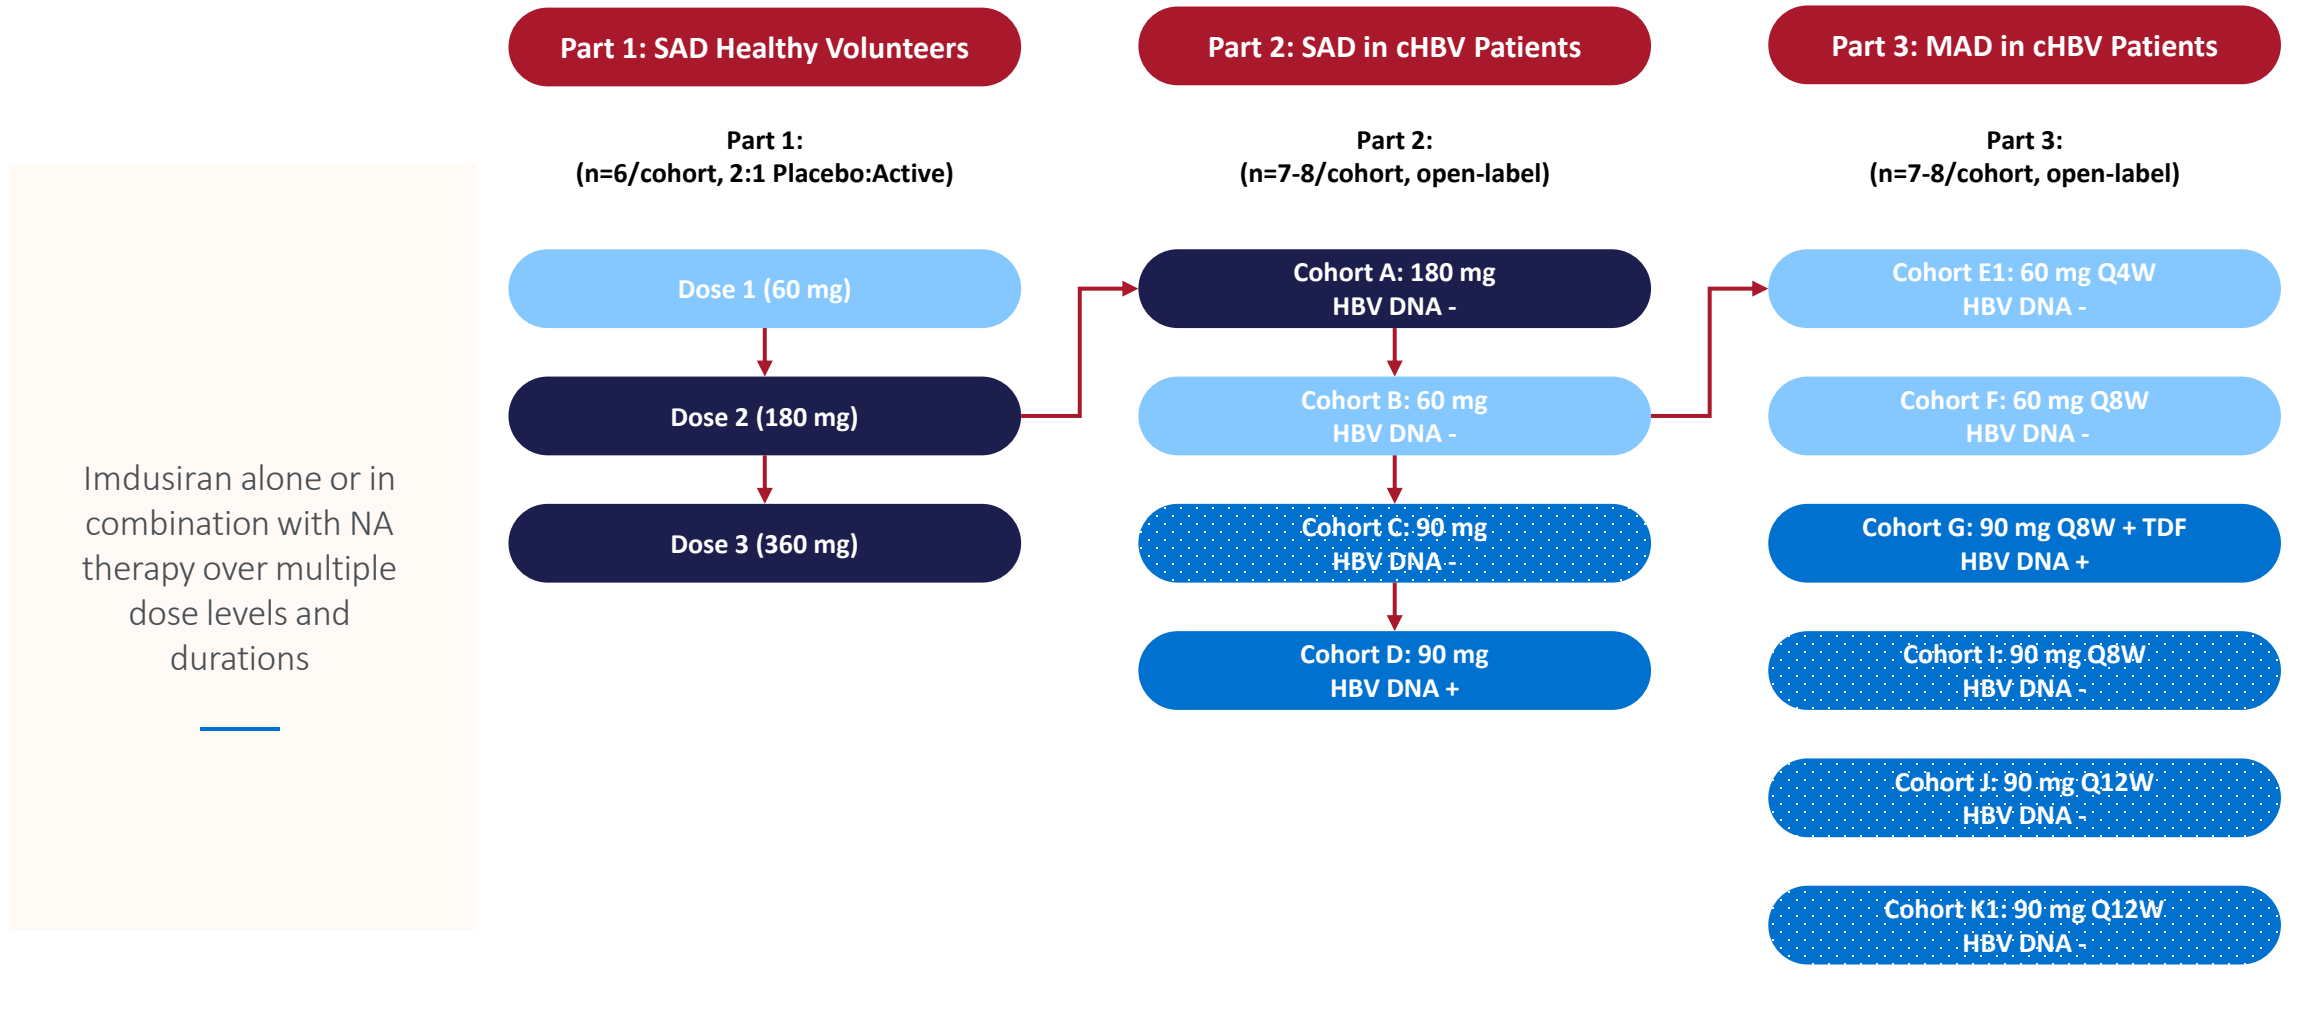 Part 1: SAD Healthy Volunteers
Part 2: SAD in cHBV Patients
Part 3: MAD in cHBV Patients
Part 1:
(n=6/cohort, 2:1 Placebo:Active)
Part 2:
(n=7-8/cohort, open-label)
Part 3:
(n=7-8/cohort, open-label)
Imdusiran alone or in
combination with NA
therapy over multiple
dose levels and
durations
Dose 1 (60 mg)
Dose 2 (180 mg)
Dose 3 (360 mg)
Cohort A: 180 mg
HBV DNA -
Cohort B: 60 mg
HBV DNA -
Cohort C: 90 mg
HBV DNA -
Cohort D: 90 mg
HBV DNA +
Cohort E1: 60 mg Q4W
HBV DNA -
Cohort F: 60 mg Q8W
HBV DNA -
Cohort G: 90 mg Q8W + TDF
HBV DNA +
Cohort I: 90 mg Q8W
HBV DNA -
Cohort J: 90 mg Q12W
HBV DNA -
Cohort K1: 90 mg Q12W
HBV DNA -